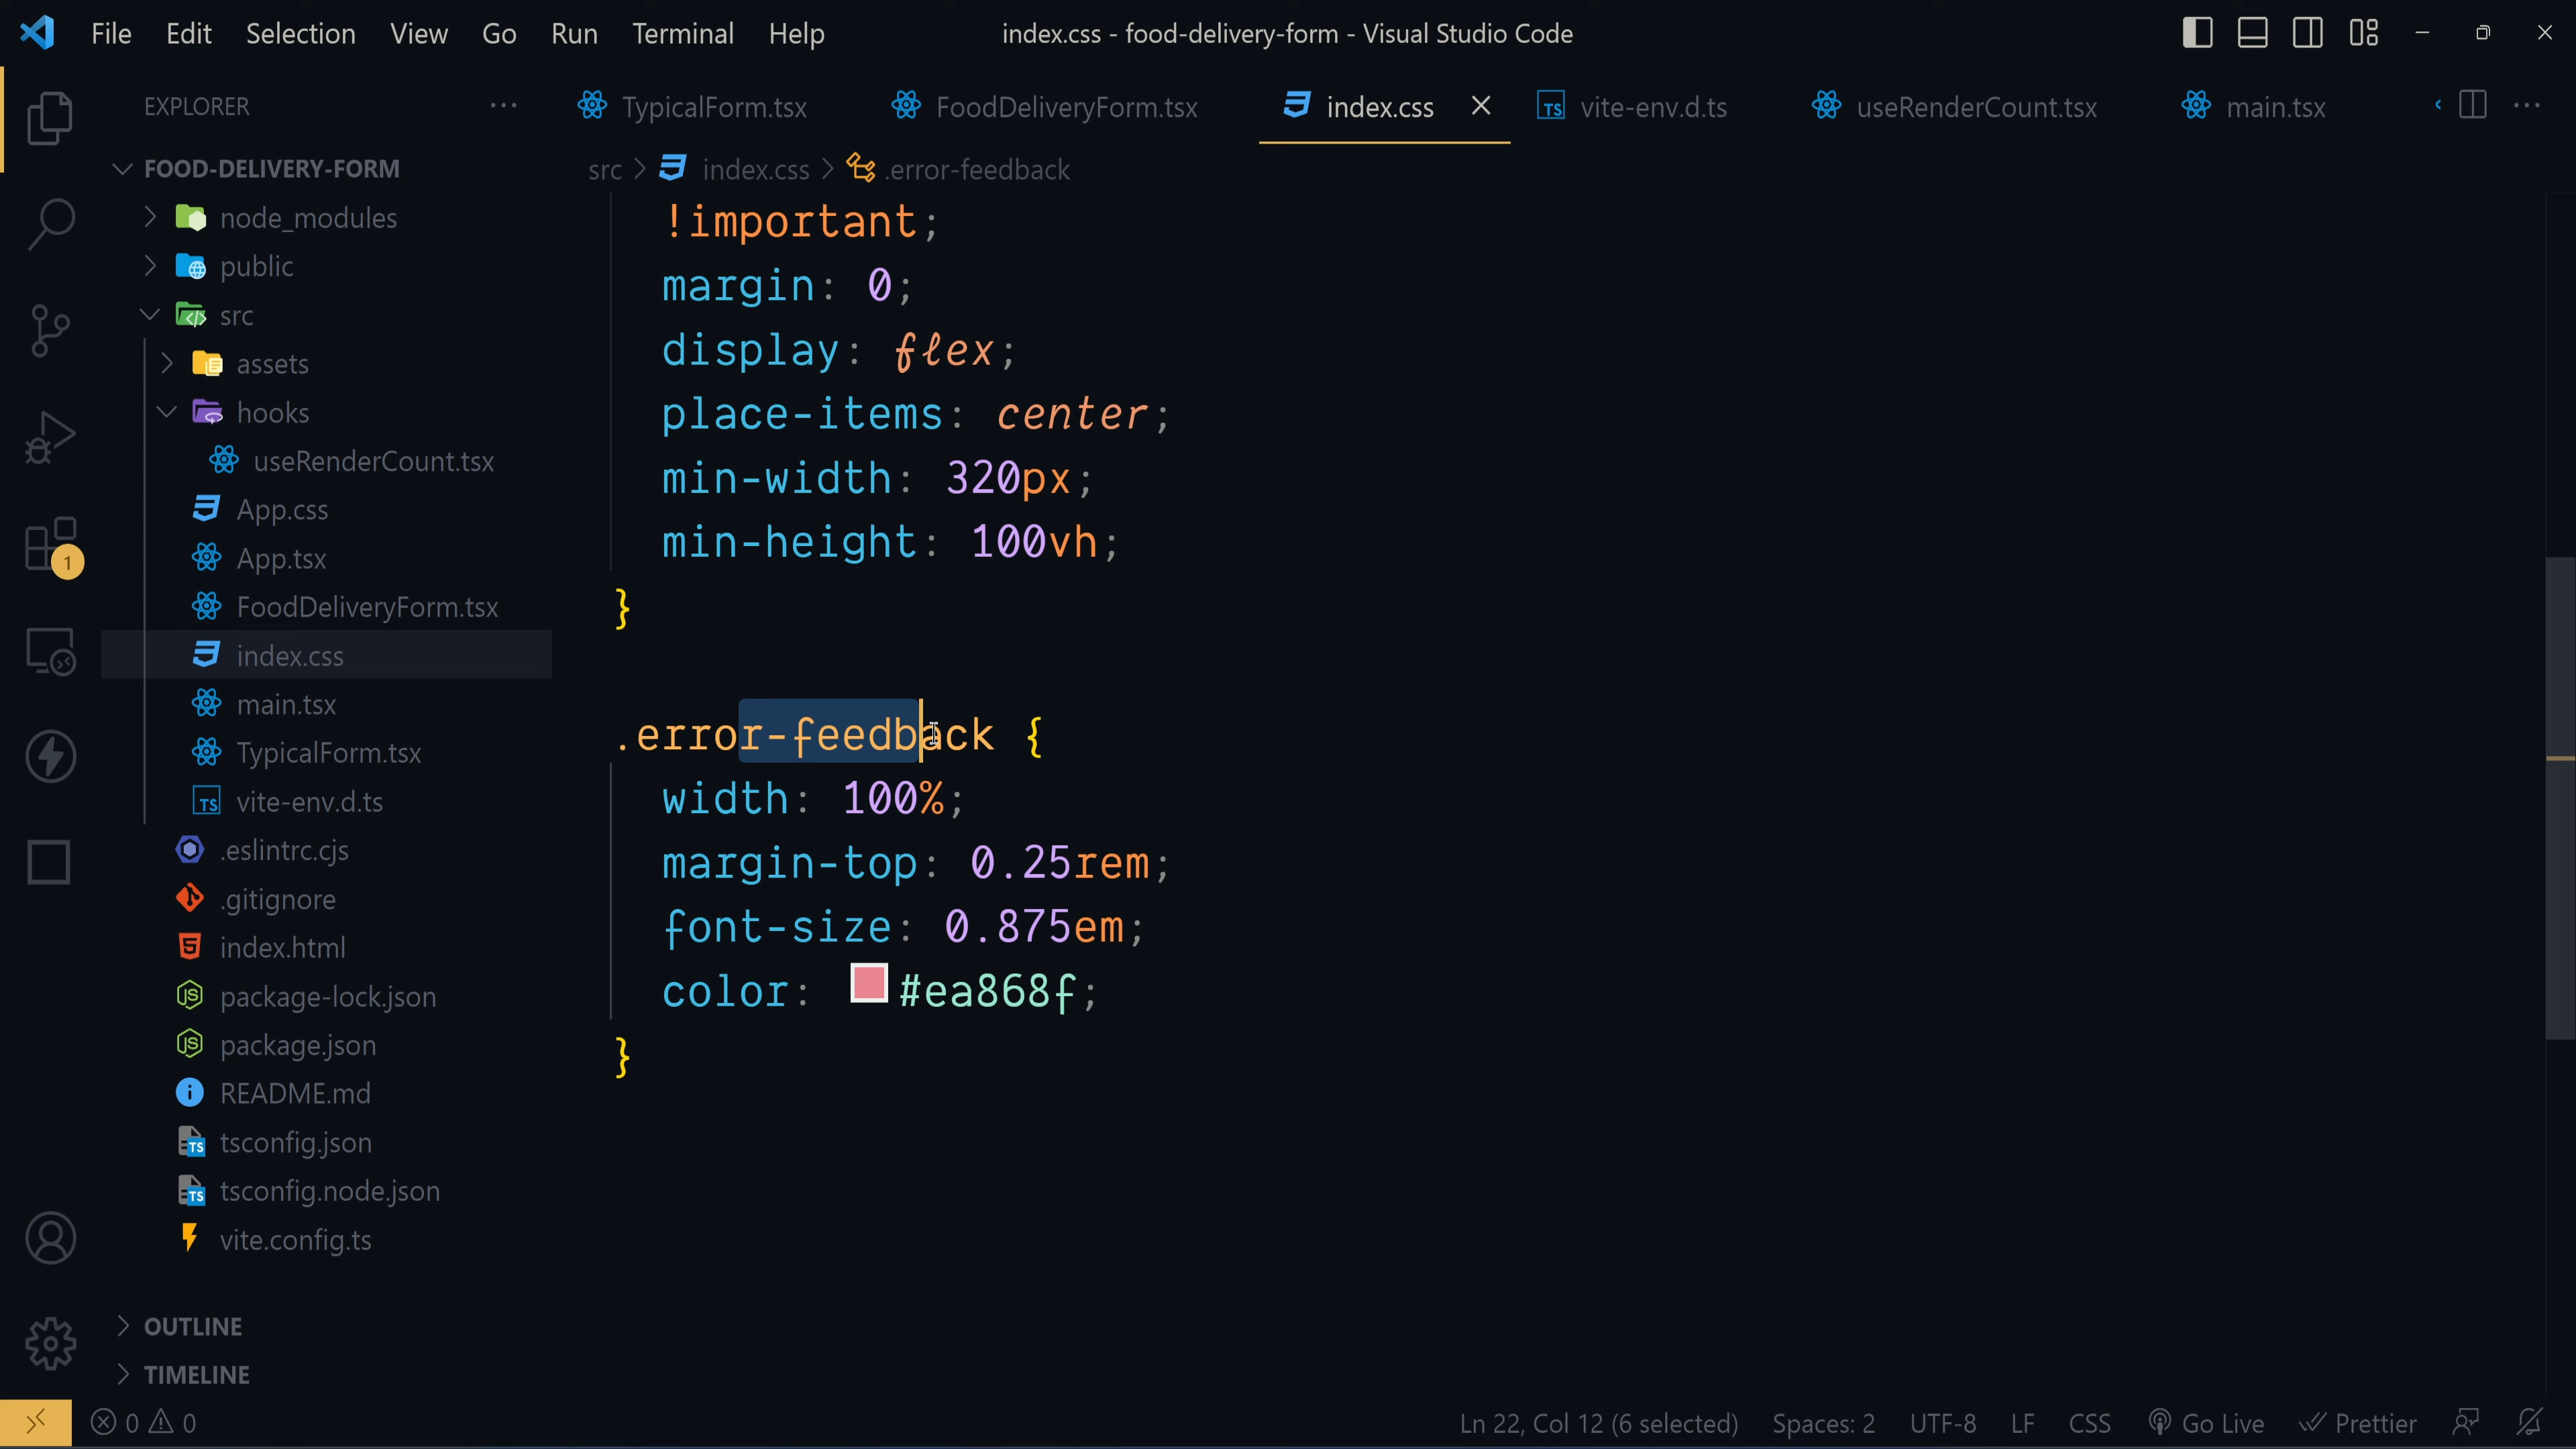 File Edit Selection View Go Run Terminal Help index.css - food-delivery-form - Visual Studio Code
EXPLORER
TypicalForm.tsx FoodDeliveryForm.tsx index.css TS vite-env.d.ts useRenderCount.tsx main.tsx
FOOD-DELIVERY-FORM
src > index.css > .error-feedback
node_modules
public
src
assets
hooks
useRenderCount.tsx
App.css
App.tsx
FoodDeliveryForm.tsx
index.css
main.tsx
TypicalForm.tsx
TS vite-env.d.ts
.eslintrc.cjs
.gitignore
index.html
package-lock.json
package.json
README.md
tsconfig.json
tsconfig.node.json
vite.config.ts
OUTLINE
TIMELINE
1
!important;
margin: 0;
display: flex;
place-items: center;
min-width: 320px;
min-height: 100vh;
}
.error-feedback {
width: 100%;
margin-top: 0.25rem;
font-size: 0.875em;
color: #ea868f;
}
0 0 Ln 22, Col 12 (6 selected) Spaces: 2 UTF-8 LF CSS Go Live Prettier